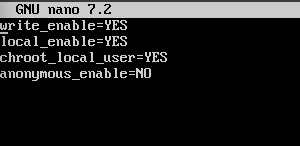 GNU nano 7.2
write_enable=YES
local_enable=YES
chroot_local_user=YES
anonymous_enable=NO